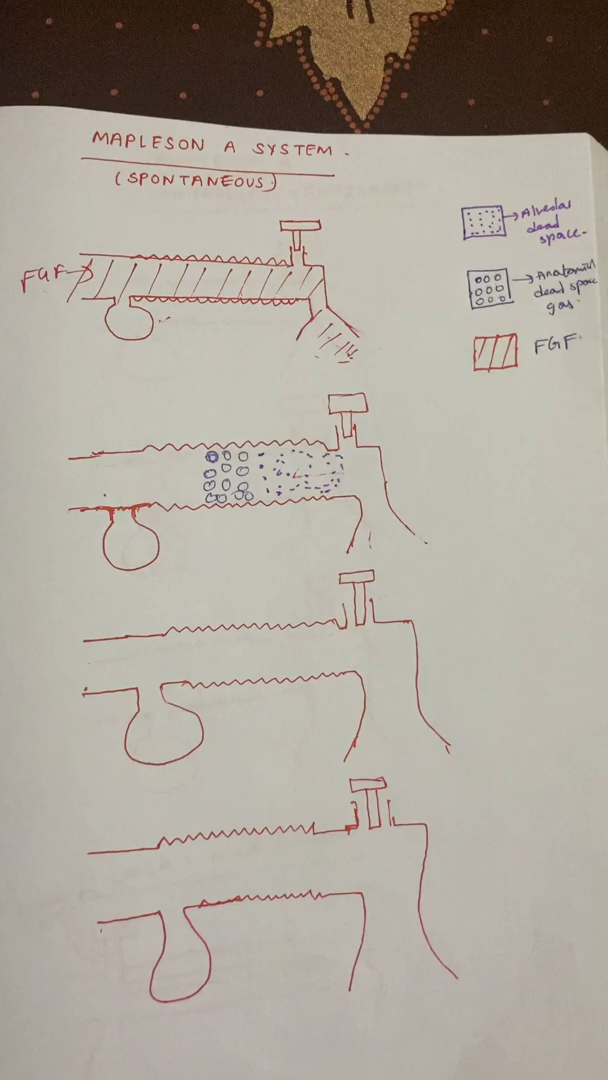 MAPLESON A SYSTEM.
(SPONTANEOUS)
Alveolar
dead
space.
FGF
Anatomical
dead space
gas.
FGF.